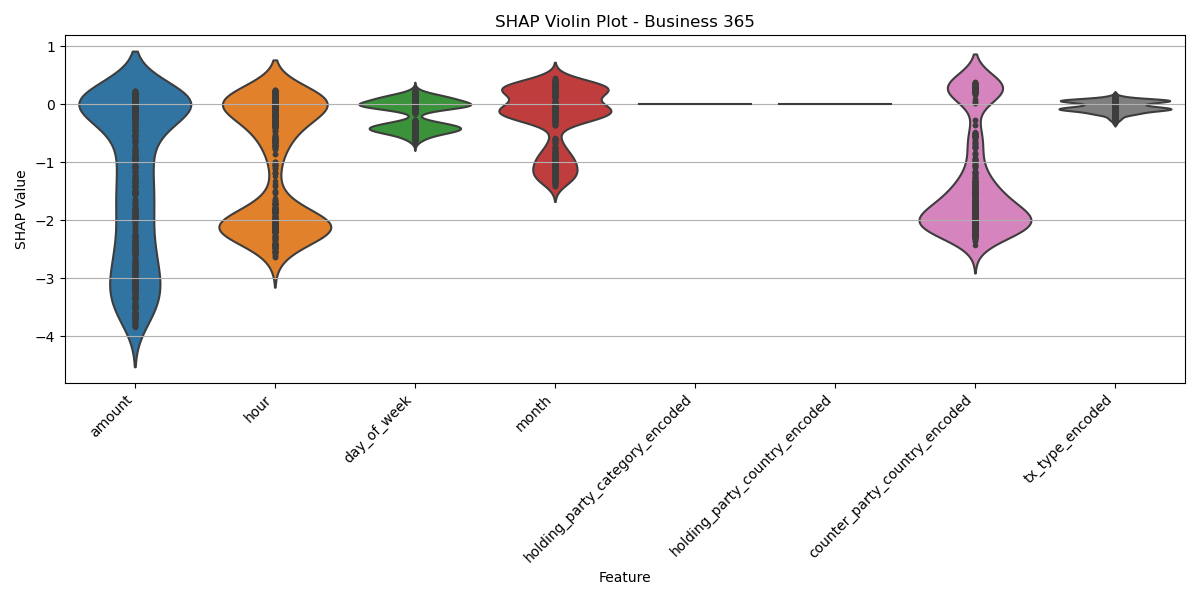 SHAP Violin Plot - Business 365
1
0
−1
−2
−3
−4
SHAP Value
amount
hour
day_of_week
month
holding_party_category_encoded
holding_party_country_encoded
counter_party_country_encoded
tx_type_encoded
Feature